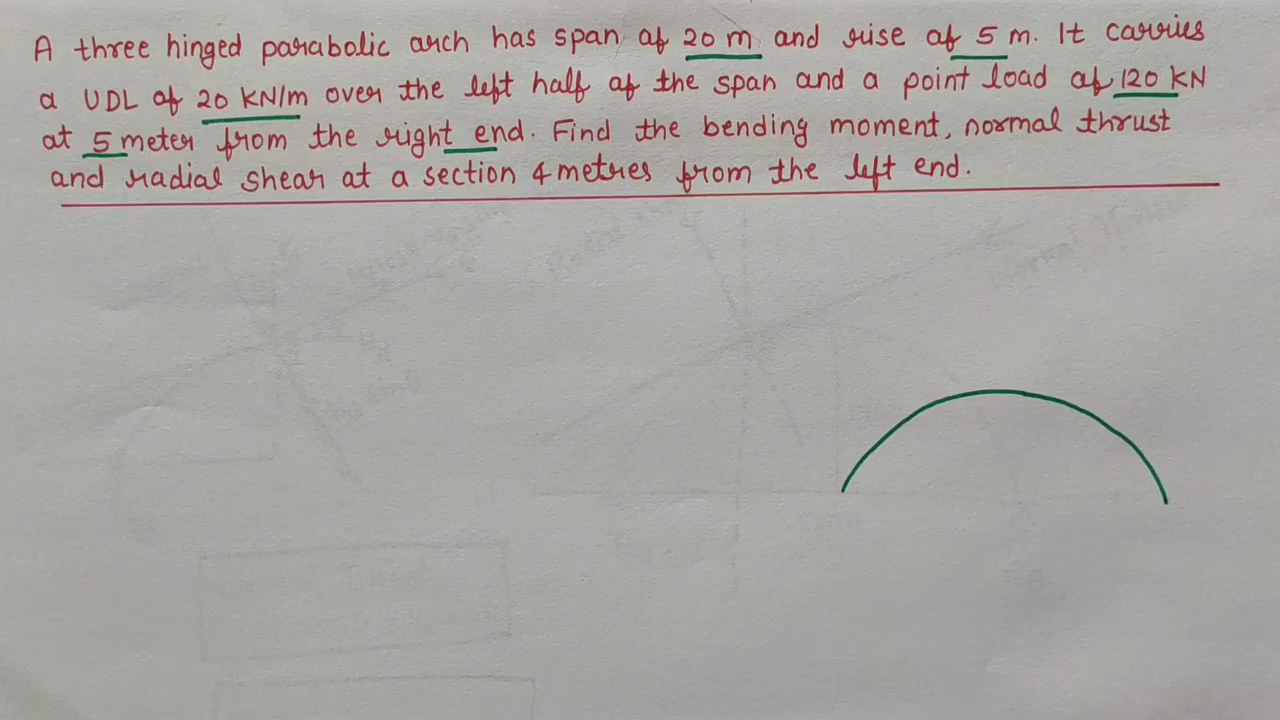 A three hinged parabolic arch has span of 20 m and rise of 5 m. It carries
a UDL of 20 KN/m over the left half of the span and a point load of 120 KN
at 5 meter from the right end. Find the bending moment, normal thrust
and radial shear at a section 4 metres from the left end.